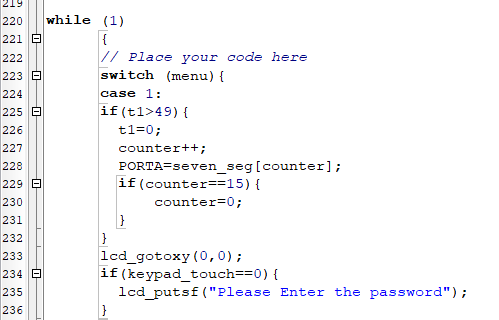 219
220 while (1)
221 {
222 // Place your code here
223 switch (menu){
224 case 1:
225 if(t1>49){
226 t1=0;
227 counter++;
228 PORTA=seven_seg[counter];
229 if(counter==15){
230 counter=0;
231 }
232 }
233 lcd_gotoxy(0,0);
234 if(keypad_touch==0){
235 lcd_putsf("Please Enter the password");
236 }